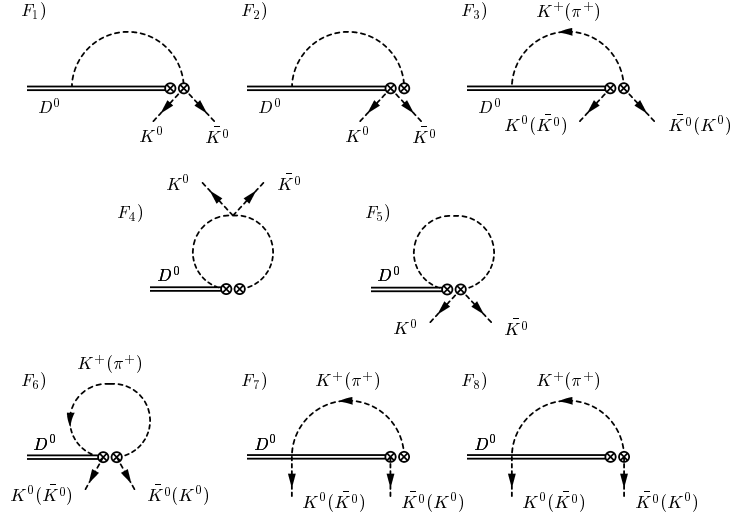 F₁) F₂) F₃) K⁺(π⁺)
D⁰ D⁰ D⁰
K⁰ K̄⁰ K⁰ K̄⁰ K⁰(K̄⁰) K̄⁰(K⁰)
K⁰ K̄⁰
F₄) F₅)
D⁰ D⁰
K⁰ K̄⁰
K⁺(π⁺)
F₆) F₇) K⁺(π⁺) F₈) K⁺(π⁺)
D⁰ D⁰ D⁰
K⁰(K̄⁰) K̄⁰(K⁰) K⁰(K̄⁰) K̄⁰(K⁰) K⁰(K̄⁰) K̄⁰(K⁰)